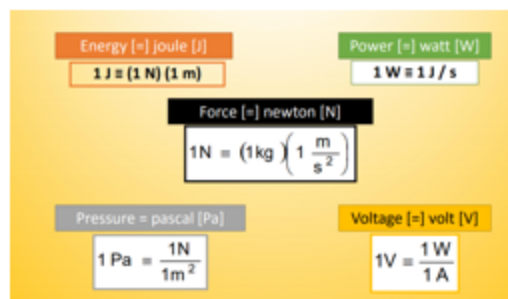 Energy [=] joule [J]
1 J ≡ (1 N) (1 m)
Power [=] watt [W]
1 W ≡ 1 J / s
Force [=] newton [N]
1N = (1kg)(1 m/s²)
Pressure = pascal [Pa]
1 Pa = 1N/1m²
Voltage [=] volt [V]
1V = 1 W/1 A